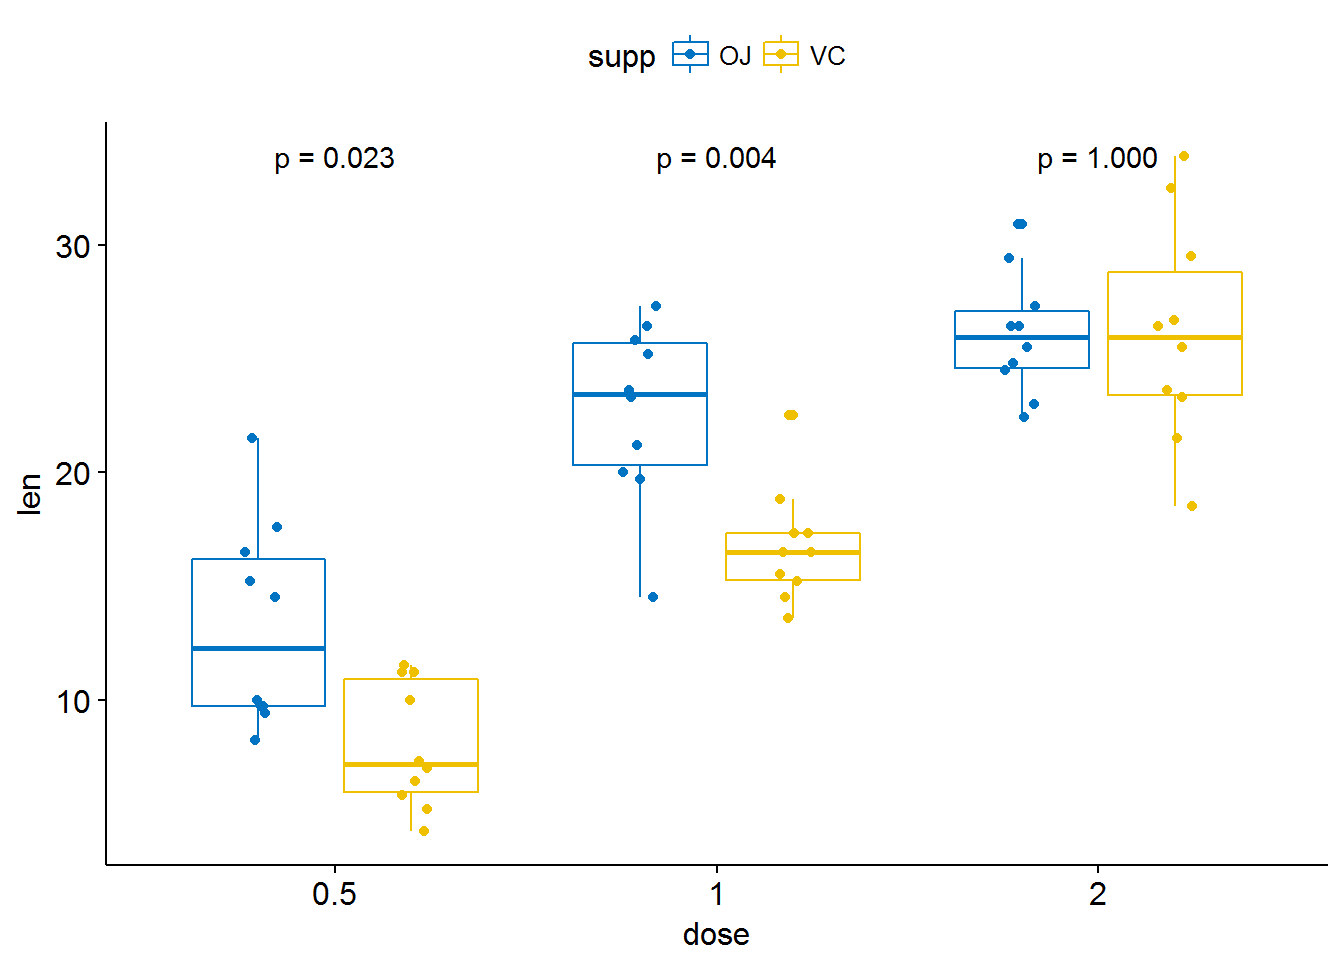 supp OJ VC
p = 0.023 p = 0.004 p = 1.000
30
20
10
len
0.5 1 2
dose